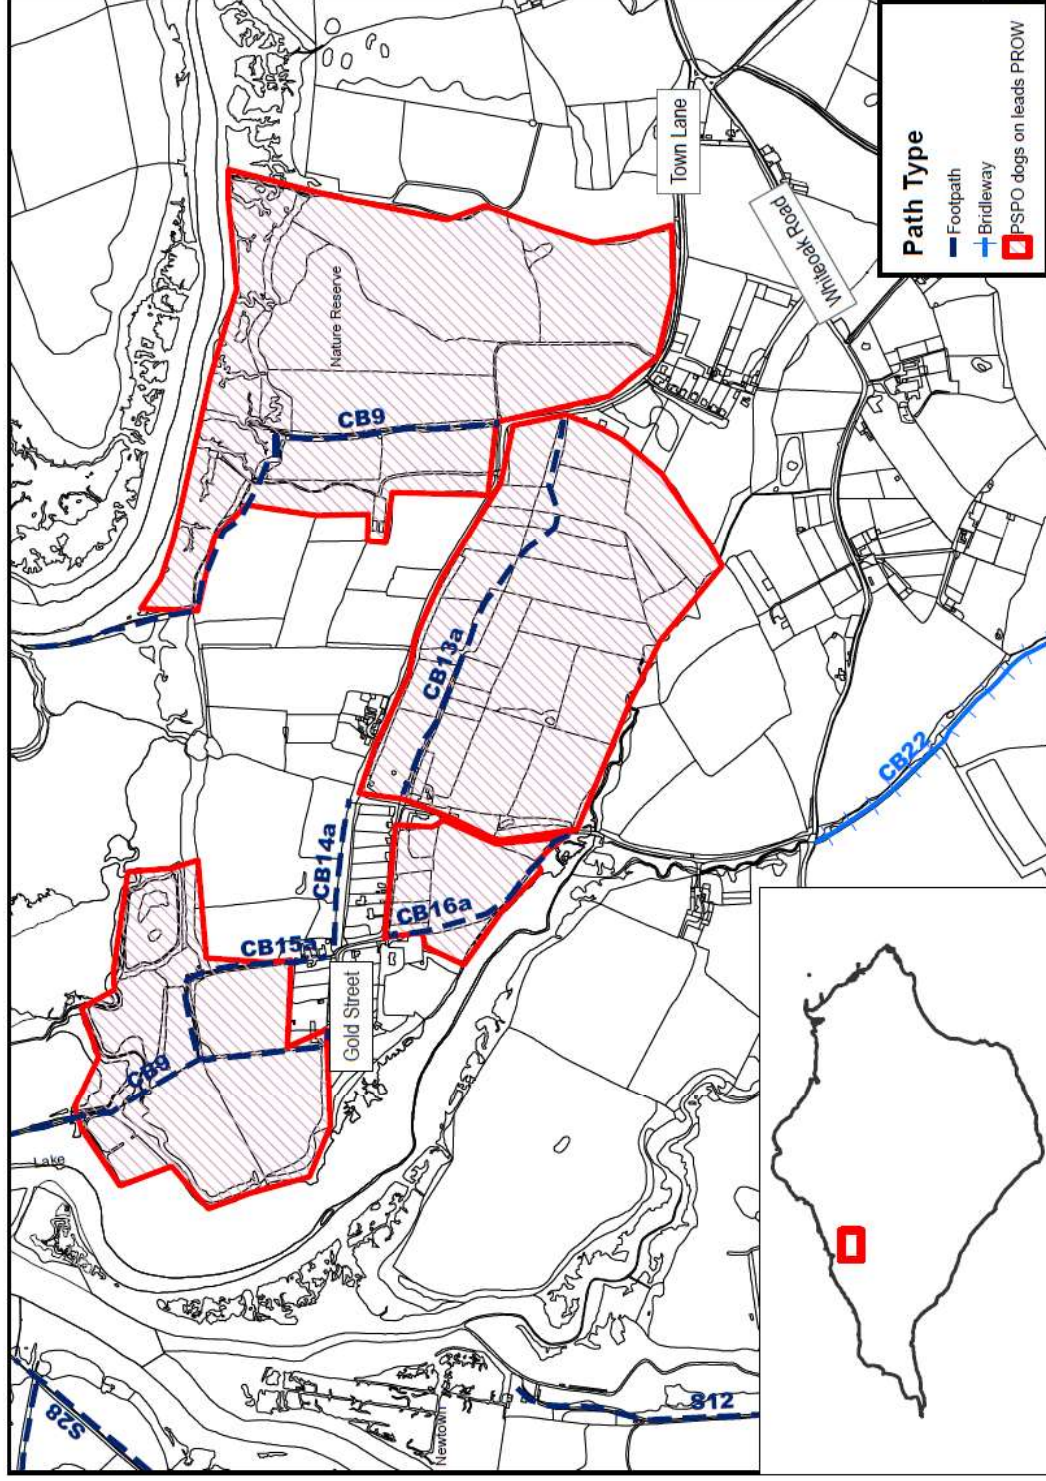 Lake
S28
Newtown
S12
CB9
Gold Street
CB15a
CB14a
CB16a
CB13a
CB9
Nature Reserve
Town Lane
Whiteoak Road
CB22
Path Type
Footpath
Bridleway
PSPO dogs on leads PROW